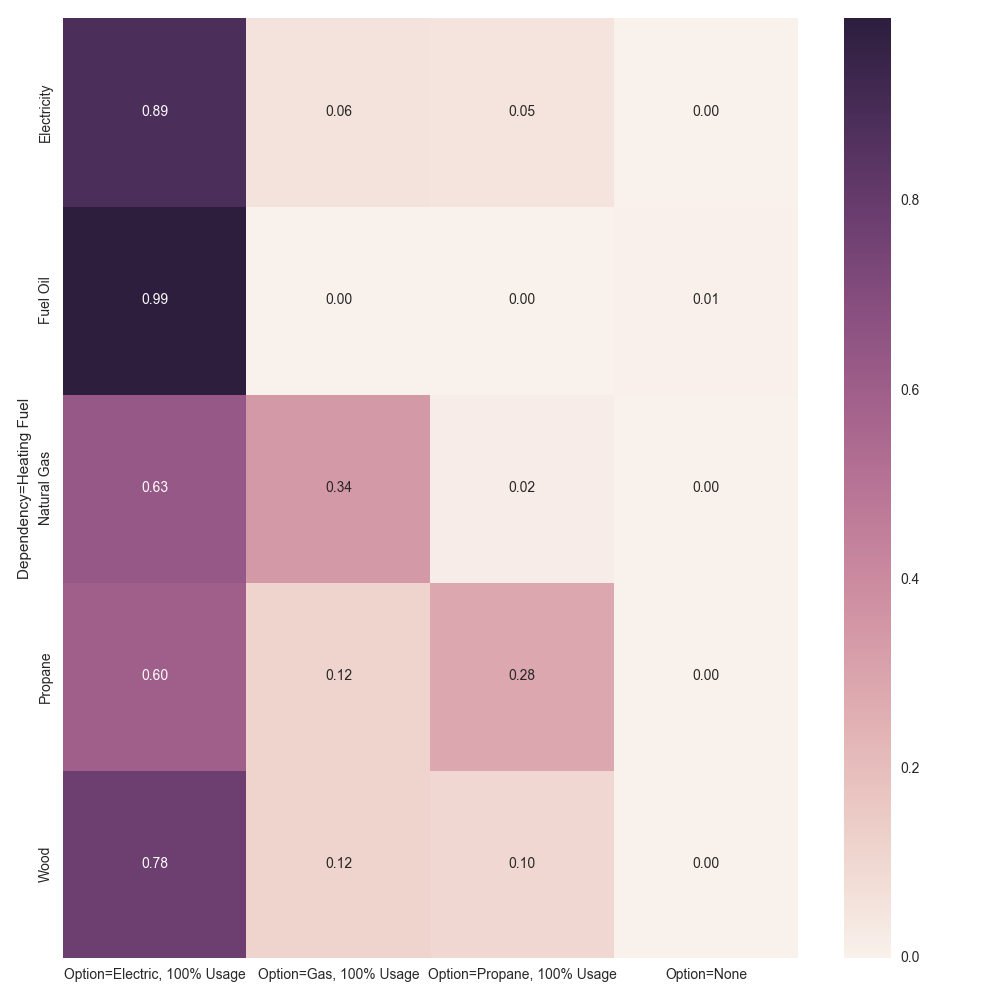 Dependency=Heating Fuel
Electricity
0.89 0.06 0.05 0.00
Fuel Oil
0.99 0.00 0.00 0.01
Natural Gas
0.63 0.34 0.02 0.00
Propane
0.60 0.12 0.28 0.00
Wood
0.78 0.12 0.10 0.00
Option=Electric, 100% Usage Option=Gas, 100% Usage Option=Propane, 100% Usage Option=None
0.8
0.6
0.4
0.2
0.0